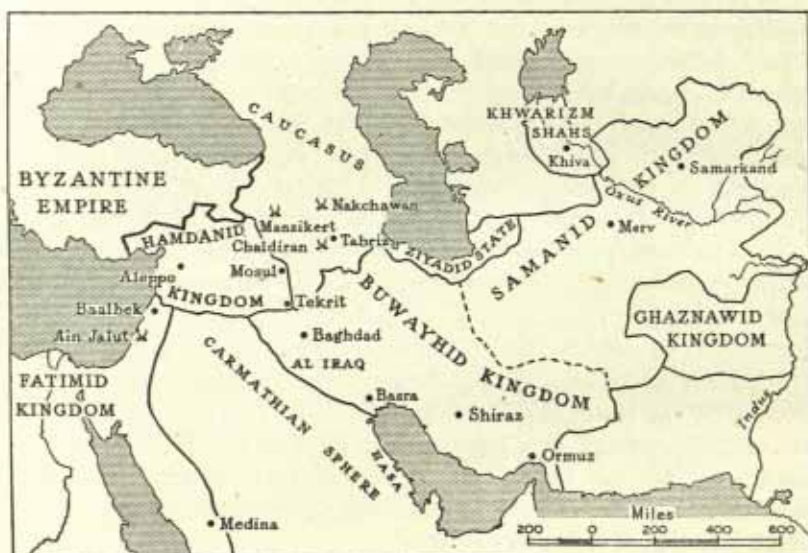 CAUCASUS
KHWARIZM
SHAHS
Khiva
KINGDOM
Samarkand
BYZANTINE
EMPIRE
Nakchawan
Manzikert
Oxus River
HAMDANID
Chaldiran
Tabriz
ZIYADID STATE
SAMANID
Merv
Aleppo
Mosul
KINGDOM
Tekrit
BUWAYHID KINGDOM
GHAZNAWID
KINGDOM
Baalbek
Ain Jalut
Baghdad
AL IRAQ
CARMATHIAN SPHERE
FATIMID
KINGDOM
Basra
Shiraz
HASA
Ormuz
Indus
Medina
Miles
200 0 200 400 600